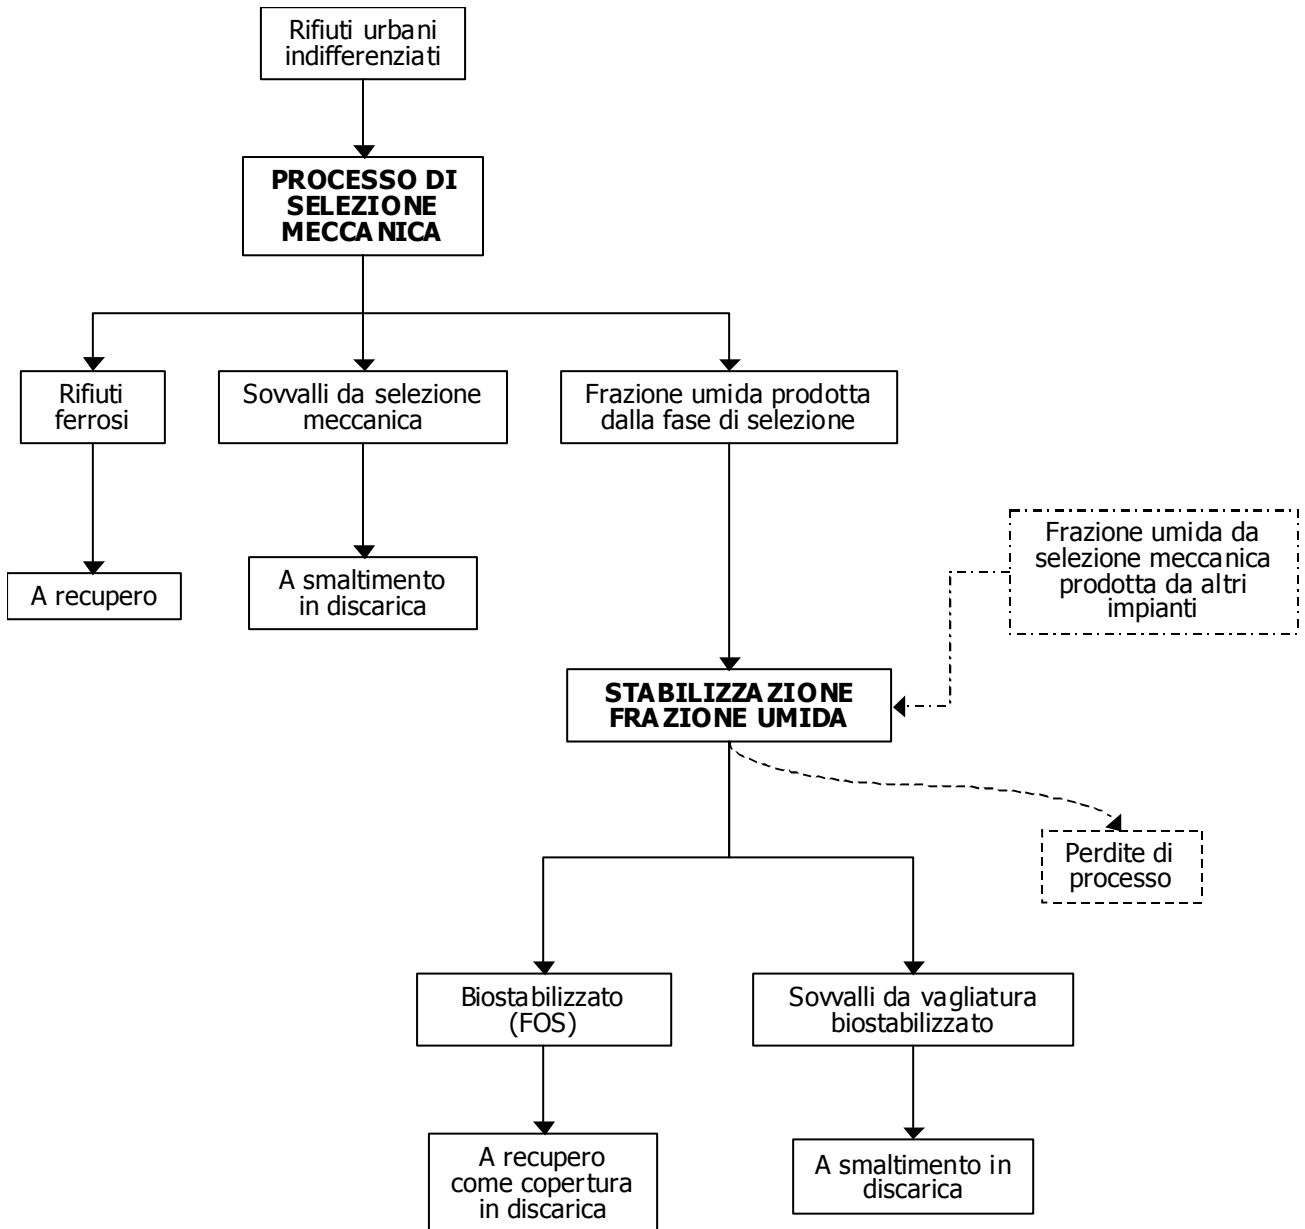 Rifiuti urbani
indifferenziati
PROCESSO DI
SELEZIONE
MECCANICA
Rifiuti
ferrosi
Sovvalli da selezione
meccanica
Frazione umida prodotta
dalla fase di selezione
A recupero
A smaltimento
in discarica
Frazione umida da
selezione meccanica
prodotta da altri
impianti
STABILIZZAZIONE
FRAZIONE UMIDA
Perdite di
processo
Biostabilizzato
(FOS)
Sovvalli da vagliatura
biostabilizzato
A recupero
come copertura
in discarica
A smaltimento in
discarica